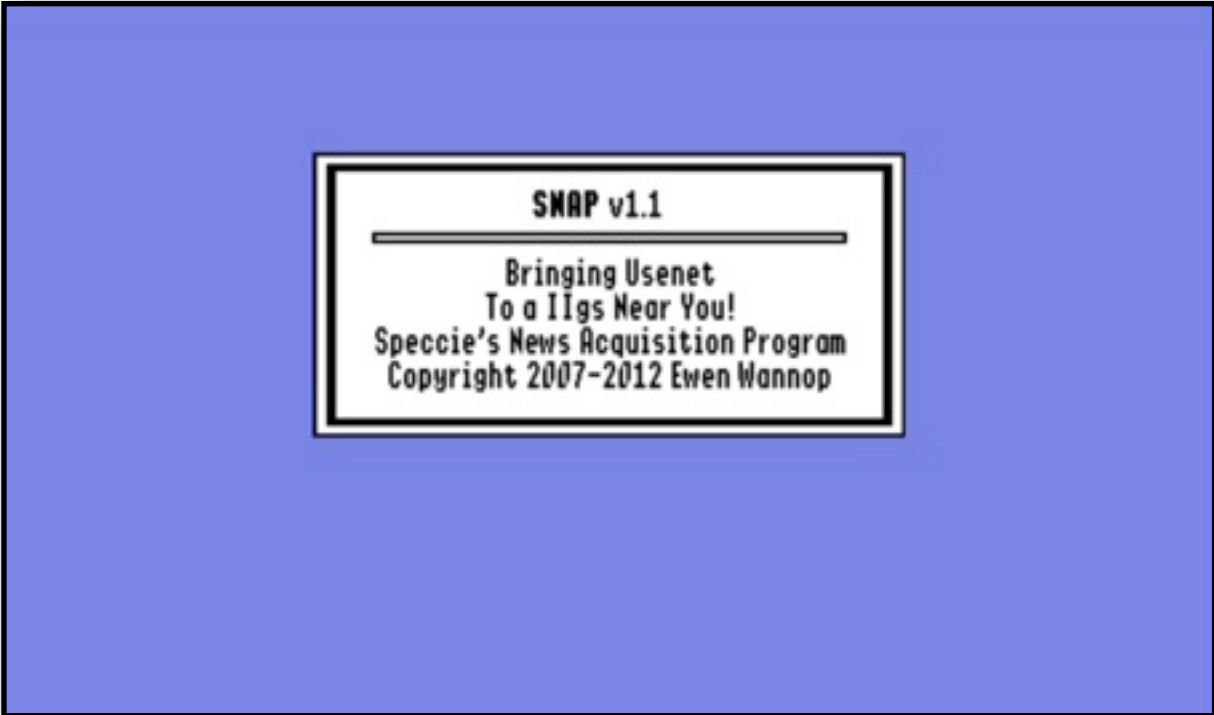 SNAP v1.1
Bringing Usenet
To a IIgs Near You!
Speccie's News Acquisition Program
Copyright 2007-2012 Ewen Wannop